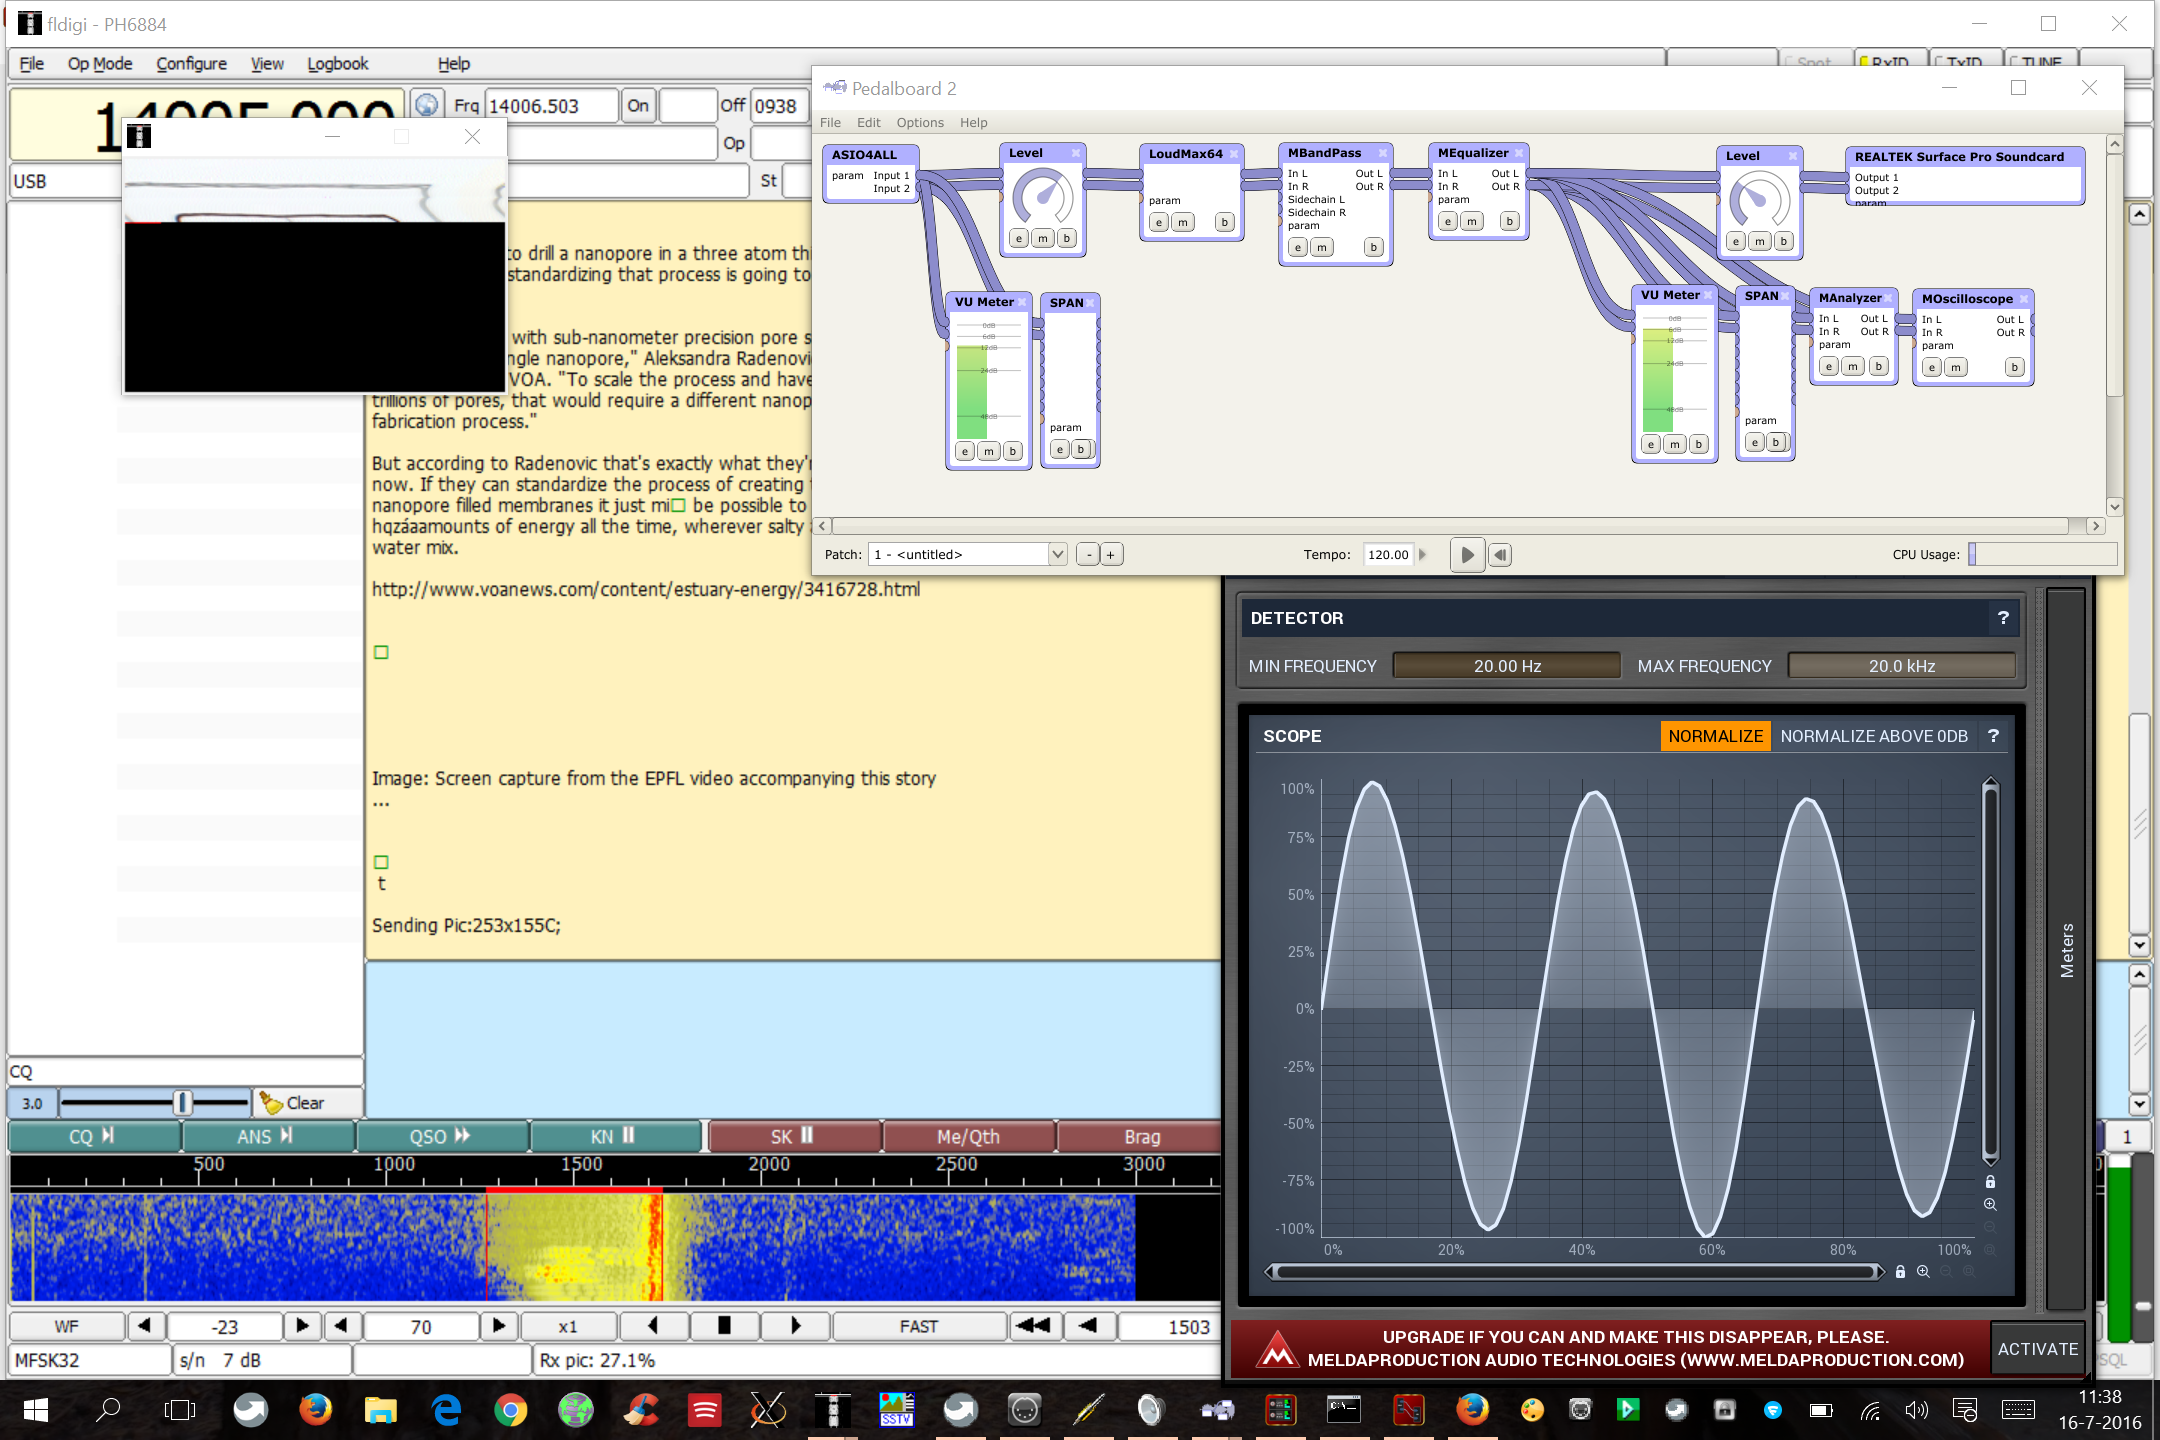 fldigi - PH6884
File Op Mode Configure View Logbook Help
Spot RxID TxID TUNE
14005.000
Frq 14006.503 On Off 0938
Op
USB
St
to drill a nanopore in a three atom
standardizing that process is going to
with sub-nanometer precision pore
nanopore," Aleksandra
VOA. "To scale the process and have
trillions of pores, that would require a different
fabrication process."
But according to Radenovic that's exactly what
now. If they can standardize the process of creating
nanopore filled membranes it just mi□ be possible to
hqzáaamounts of energy all the time, wherever salty
water mix.
http://www.voanews.com/content/estuary-energy/3416728.html
□
Image: Screen capture from the EPFL video accompanying this story
...
□
t
Sending Pic:253x155C;
CQ
3.0 Clear
CQ ANS QSO KN SK Me/Qth Brag
1
500 1000 1500 2000 2500 3000
WF -23 70 x1 FAST 1503
MFSK32 s/n 7 dB Rx pic: 27.1%
Pedalboard 2
File Edit Options Help
ASIO4ALL
param Input 1
Input 2
Level
e m b
LoudMax64
param
e m b
MBandPass
In L Out L
In R Out R
Sidechain L
Sidechain R
param
e m b
MEqualizer
In L Out L
In R Out R
param
e m b
Level
e m b
REALTEK Surface Pro Soundcard
Output 1
Output 2
param
VU Meter
0dB
6dB
12dB
24dB
48dB
e m b
SPAN
param
e b
VU Meter
0dB
6dB
12dB
24dB
48dB
e m b
SPAN
param
e b
MAnalyzer
In L Out L
In R Out R
param
e m b
MOscilloscope
In L Out L
In R Out R
param
e m b
Patch: 1 - <untitled> - + Tempo: 120.00 CPU Usage:
DETECTOR ?
MIN FREQUENCY 20.00 Hz MAX FREQUENCY 20.0 kHz
SCOPE NORMALIZE NORMALIZE ABOVE 0DB ?
100%
75%
50%
25%
0%
-25%
-50%
-75%
-100%
0% 20% 40% 60% 80% 100%
Meters
UPGRADE IF YOU CAN AND MAKE THIS DISAPPEAR, PLEASE.
MELDAPRODUCTION AUDIO TECHNOLOGIES (WWW.MELDAPRODUCTION.COM)
ACTIVATE
SSTV
11:38
16-7-2016